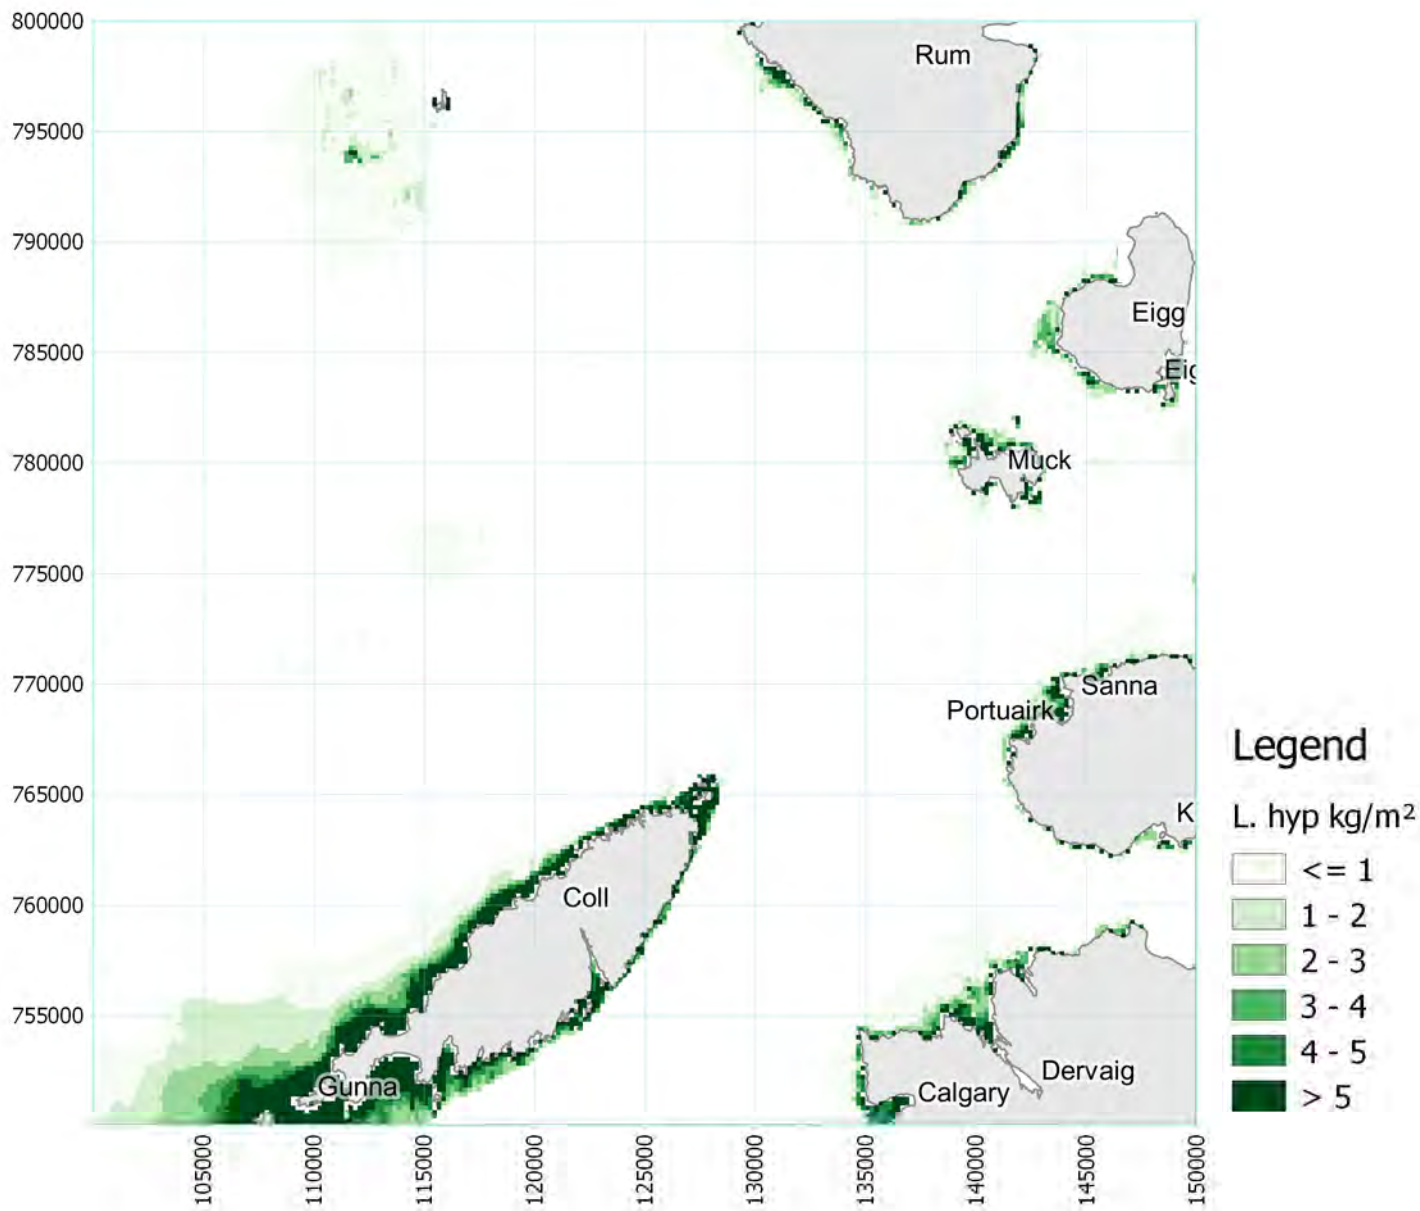 800000
Rum
795000
790000
Eigg
785000
Eig
780000
Muck
775000
770000
Sanna
Portuairk
765000
K
Coll
760000
755000
Gunna
Dervaig
Calgary
105000
110000
115000
120000
125000
130000
135000
140000
145000
150000
Legend
L. hyp kg/m²
<= 1
1 - 2
2 - 3
3 - 4
4 - 5
> 5